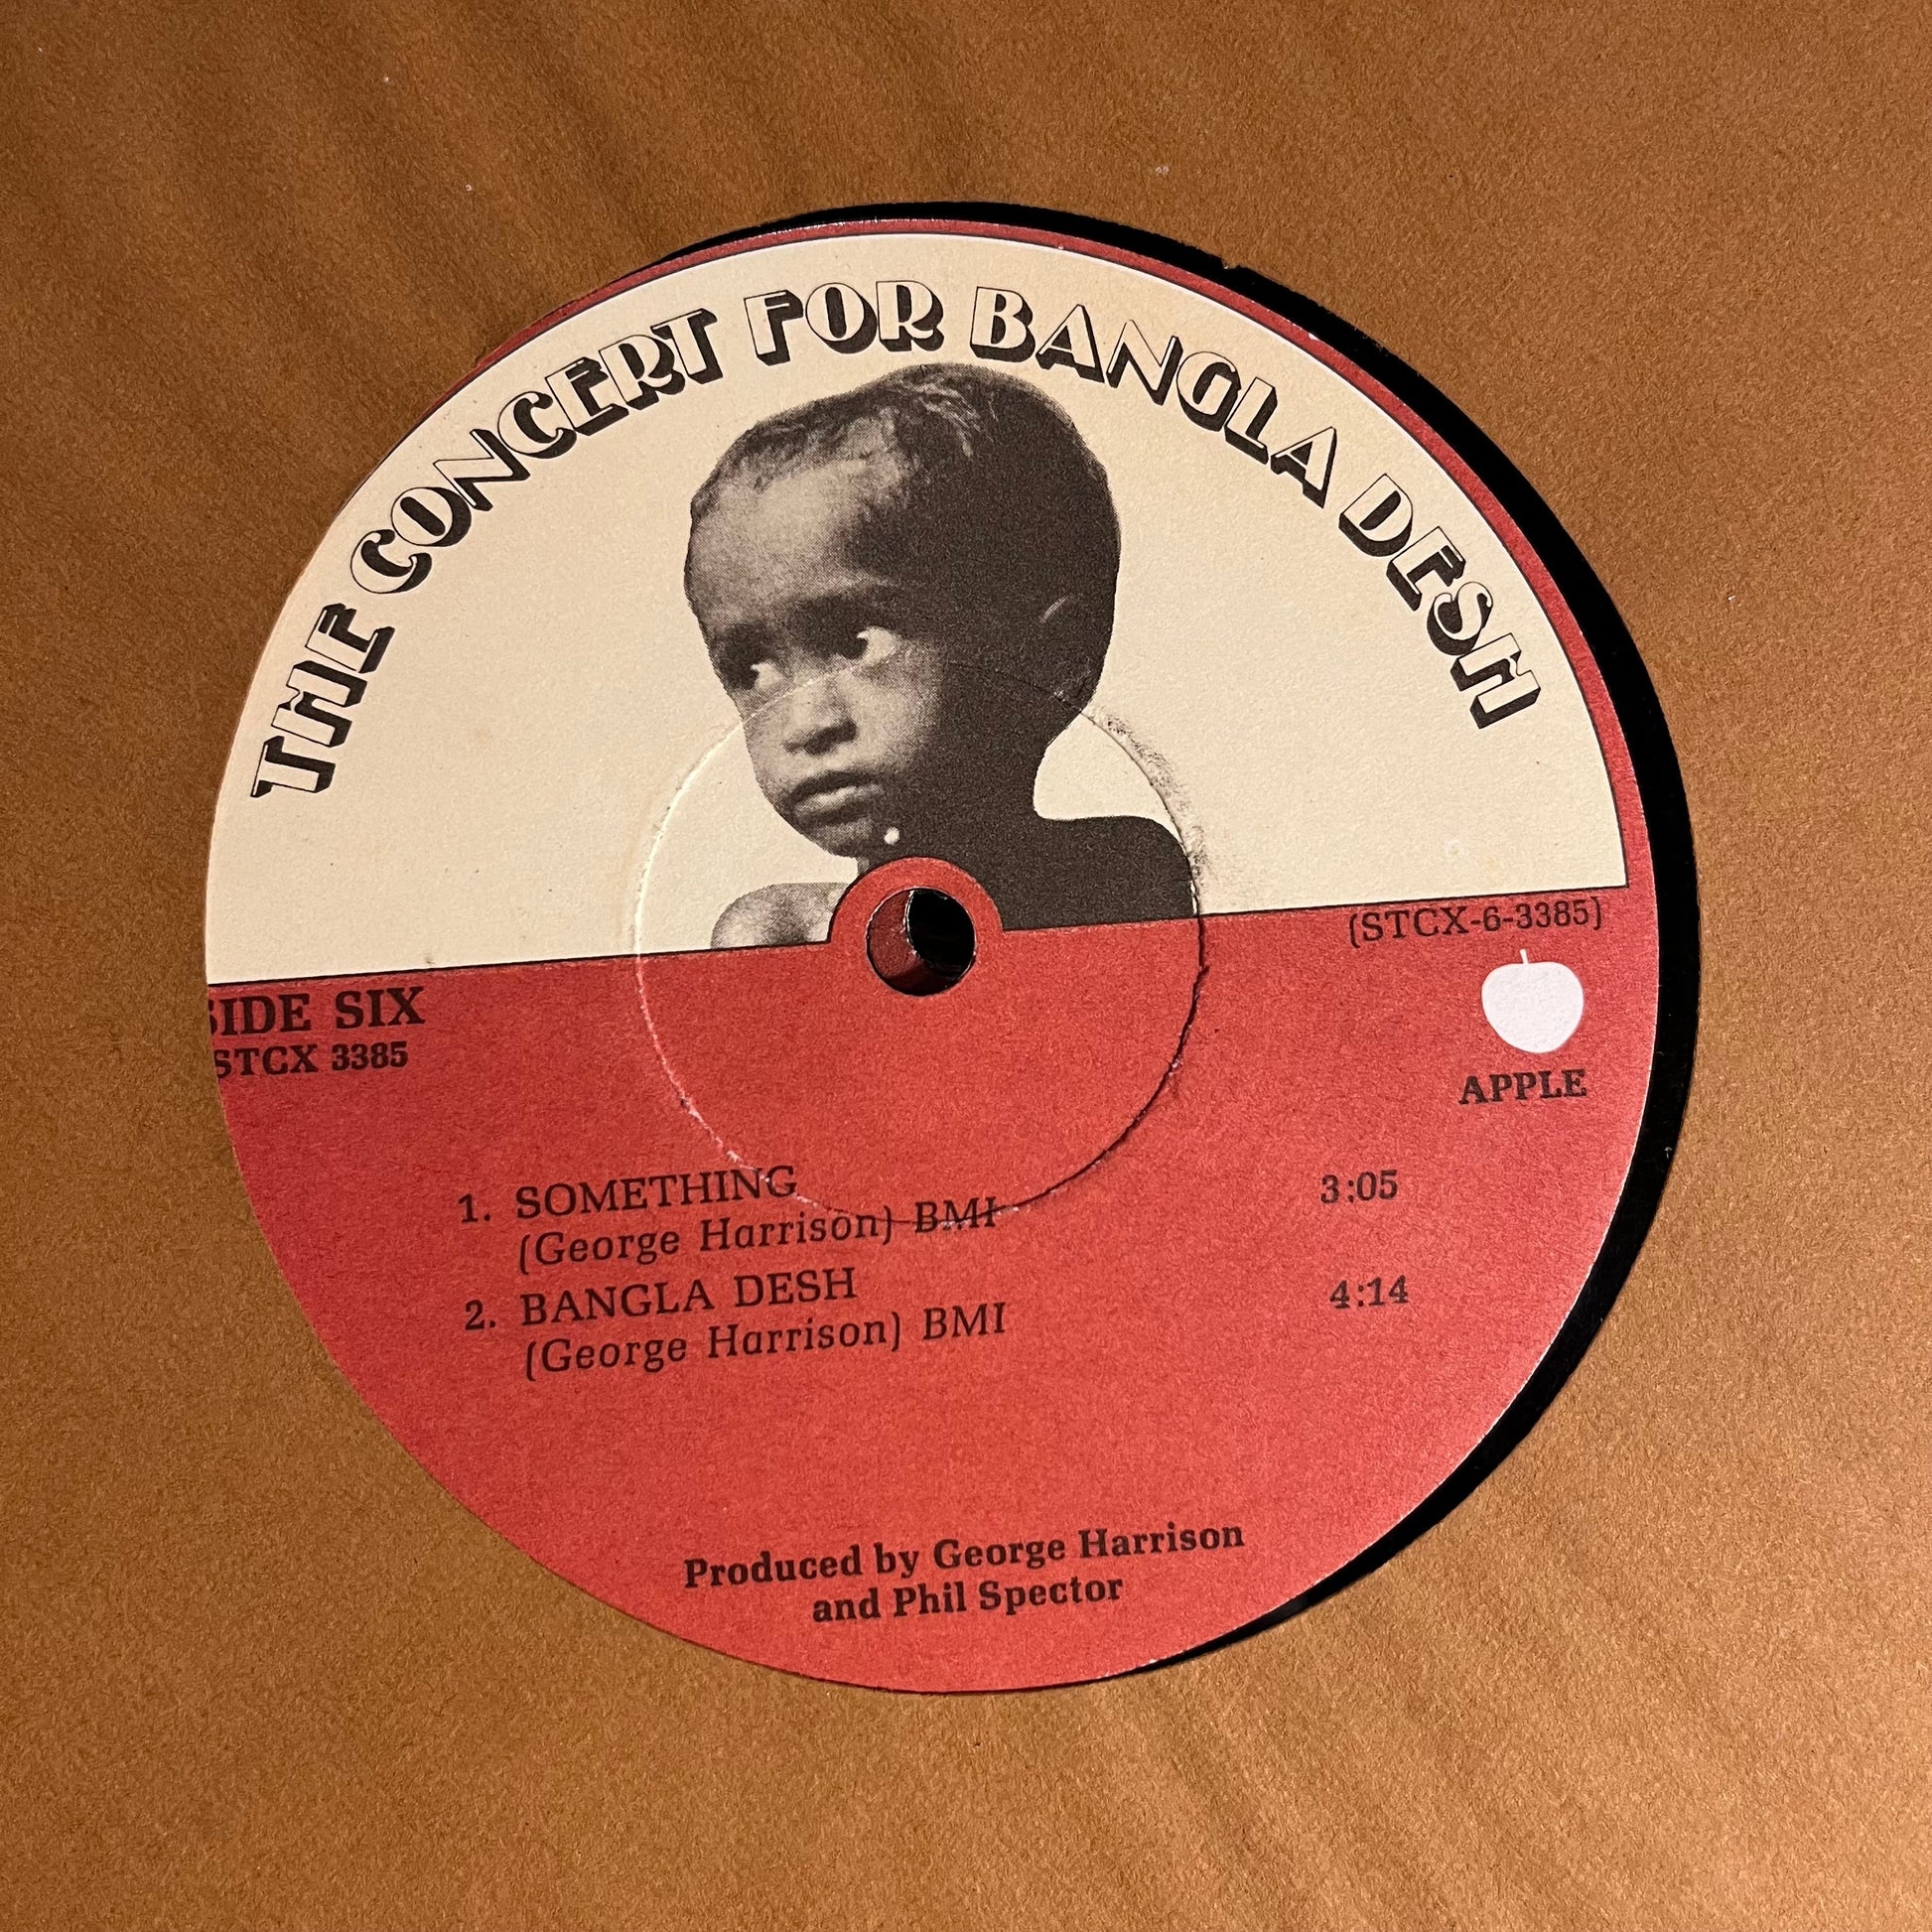 THE CONCERT FOR BANGLA DESH
(STCX-6-3385)
SIDE SIX
STCX 3385
APPLE
1. SOMETHING 3:05
(George Harrison) BMI
2. BANGLA DESH 4:14
(George Harrison) BMI
Produced by George Harrison
and Phil Spector